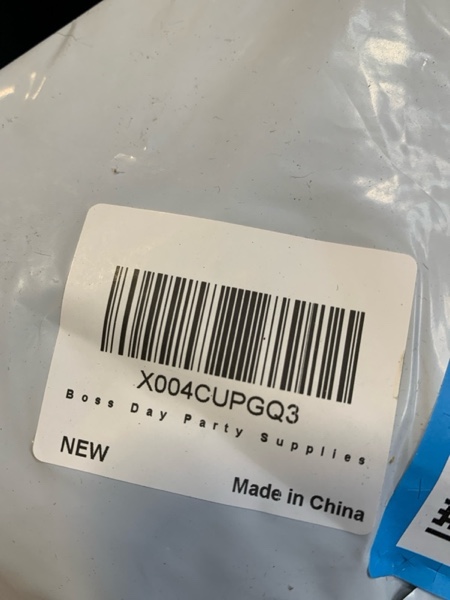 X004CUPGQ3
Boss Day Party Supplies
NEW
Made in China